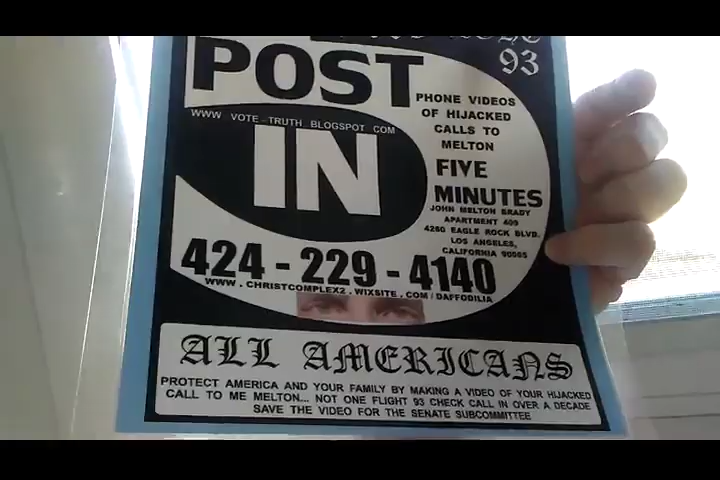 93
POST
PHONE VIDEOS
OF HIJACKED
CALLS TO
MELTON
WWW VOTE-TRUTH.BLOGSPOT COM
IN
FIVE
MINUTES
JOHN MELTON BRADY
APARTMENT 409
4260 EAGLE ROCK BLVD.
LOS ANGELES,
CALIFORNIA 90065
424-229-4140
WWW.CHRISTCOMPLEX2.WIXSITE.COM/DAFFODILIA
ALL AMERICANS
PROTECT AMERICA AND YOUR FAMILY BY MAKING A VIDEO OF YOUR HIJACKED
CALL TO ME MELTON... NOT ONE FLIGHT 93 CHECK CALL IN OVER A DECADE
SAVE THE VIDEO FOR THE SENATE SUBCOMMITTEE